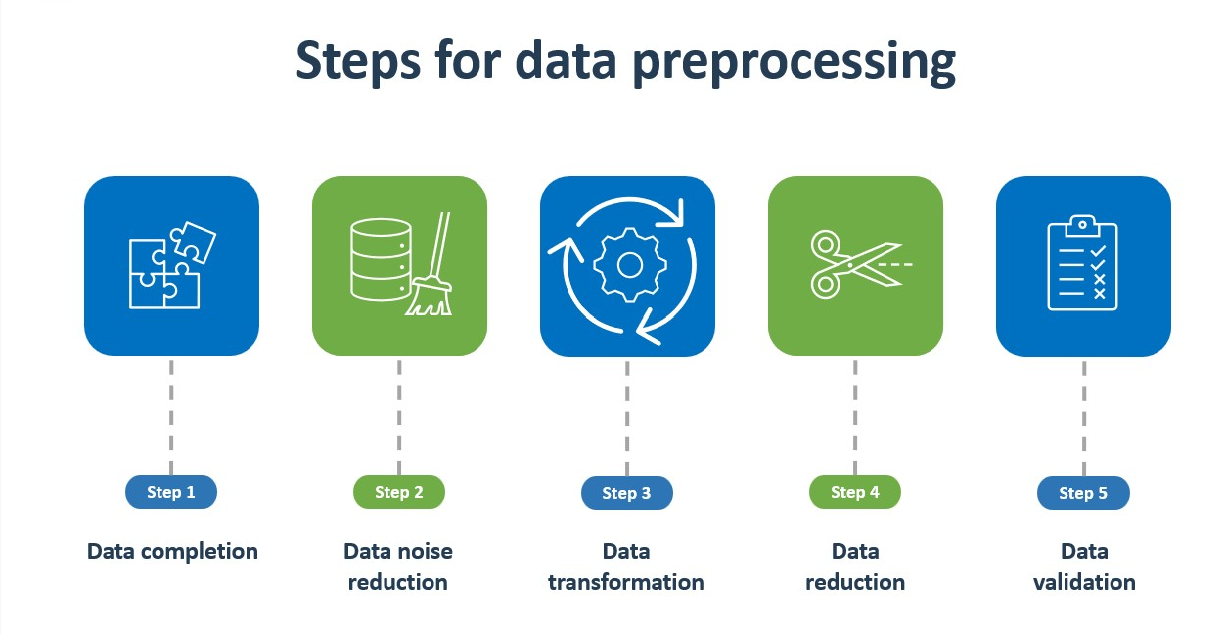 Steps for data preprocessing
Step 1
Data completion
Step 2
Data noise
reduction
Step 3
Data
transformation
Step 4
Data
reduction
Step 5
Data
validation